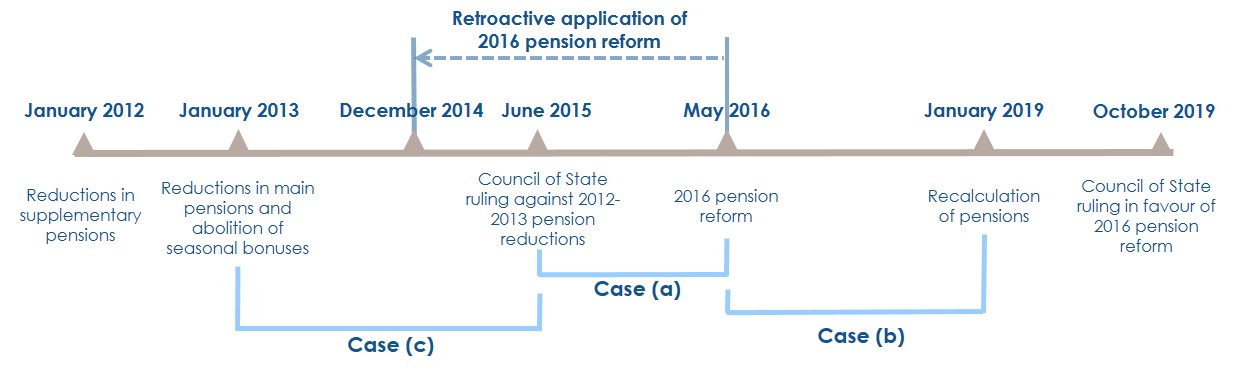 Retroactive application of
2016 pension reform
January 2012
January 2013
December 2014
June 2015
May 2016
January 2019
October 2019
Reductions in
supplementary
pensions
Reductions in main
pensions and
abolition of
seasonal bonuses
Council of State
ruling against 2012-
2013 pension
reductions
2016 pension
reform
Recalculation
of pensions
Council of State
ruling in favour of
2016 pension
reform
Case (a)
Case (b)
Case (c)